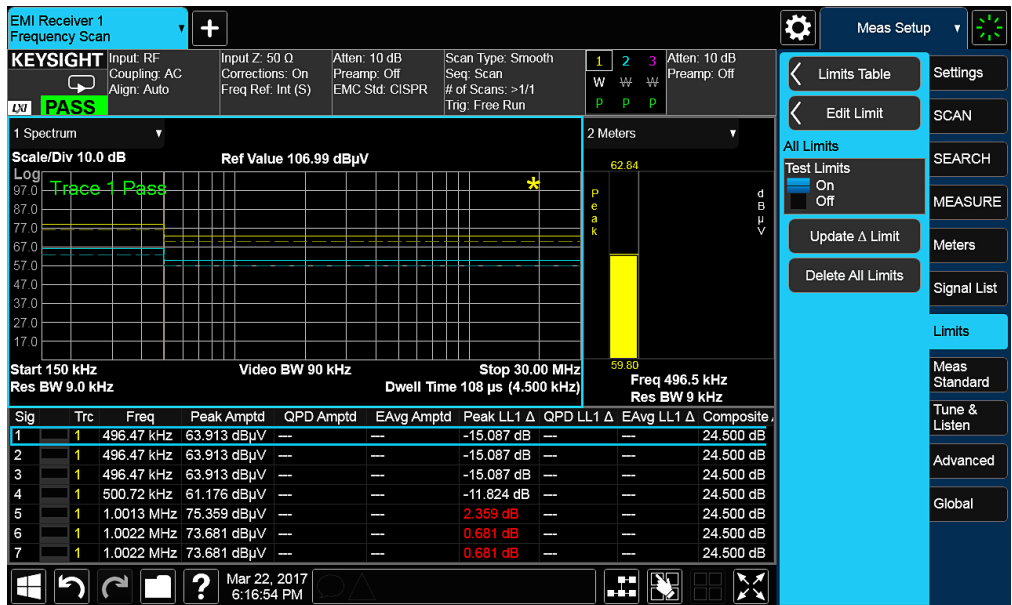 EMI Receiver 1
Frequency Scan
+
Meas Setup
KEYSIGHT
LXI
PASS
Input: RF
Coupling: AC
Align: Auto
Input Z: 50 Ω
Corrections: On
Freq Ref: Int (S)
Atten: 10 dB
Preamp: Off
EMC Std: CISPR
Scan Type: Smooth
Seq: Scan
# of Scans: >1/1
Trig: Free Run
1 2 3
W W W
P P P
Atten: 10 dB
Preamp: Off
1 Spectrum
Scale/Div 10.0 dB
Ref Value 106.99 dBµV
Log
Trace 1 Pass
97.0
87.0
77.0
67.0
57.0
47.0
37.0
27.0
17.0
Start 150 kHz
Video BW 90 kHz
Stop 30.00 MHz
Res BW 9.0 kHz
Dwell Time 108 µs (4.500 kHz)
2 Meters
62.84
Peak
dBµV
59.80
Freq 496.5 kHz
Res BW 9 kHz
Sig Trc Freq Peak Amptd QPD Amptd EAvg Amptd Peak LL1 Δ QPD LL1 Δ EAvg LL1 Δ Composite
1 1 496.47 kHz 63.913 dBµV --- --- -15.087 dB --- --- 24.500 dB
2 1 496.47 kHz 63.913 dBµV --- --- -15.087 dB --- --- 24.500 dB
3 1 496.47 kHz 63.913 dBµV --- --- -15.087 dB --- --- 24.500 dB
4 1 500.72 kHz 61.176 dBµV --- --- -11.824 dB --- --- 24.500 dB
5 1 1.0013 MHz 75.359 dBµV --- --- 2.359 dB --- --- 24.500 dB
6 1 1.0022 MHz 73.681 dBµV --- --- 0.681 dB --- --- 24.500 dB
7 1 1.0022 MHz 73.681 dBµV --- --- 0.681 dB --- --- 24.500 dB
?
Mar 22, 2017
6:16:54 PM
Limits Table
Edit Limit
All Limits
Test Limits
On
Off
Update Δ Limit
Delete All Limits
Settings
SCAN
SEARCH
MEASURE
Meters
Signal List
Limits
Meas
Standard
Tune &
Listen
Advanced
Global